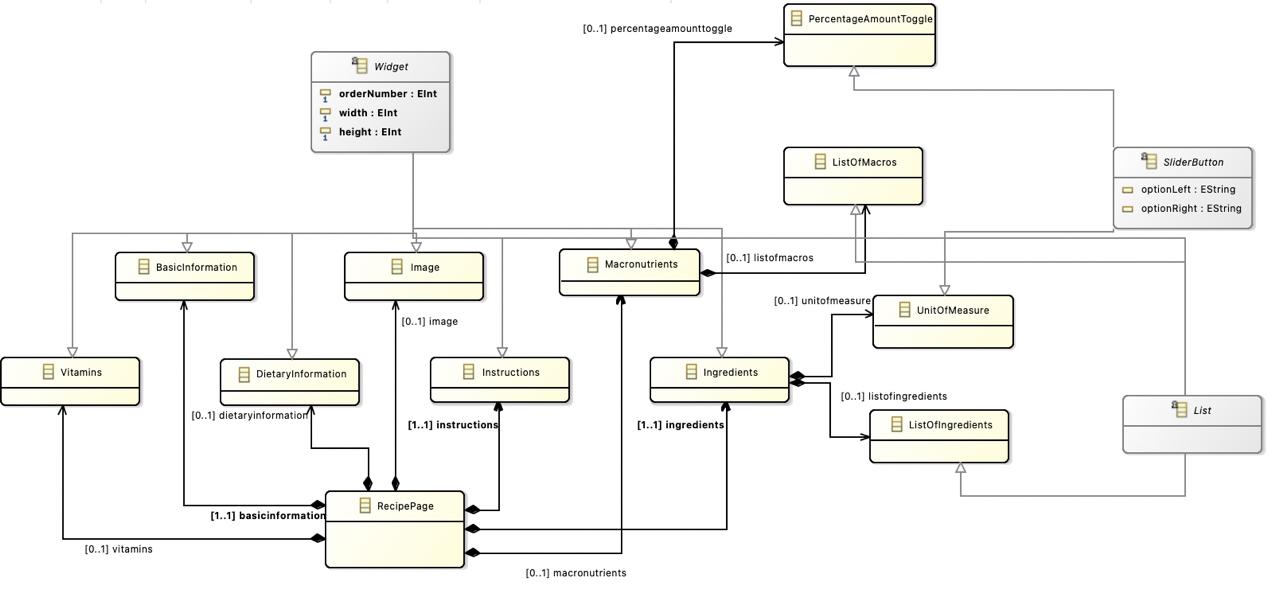 PercentageAmountToggle
[0..1] percentageamounttoggle
Widget
orderNumber : EInt
width : EInt
height : EInt
ListOfMacros
SliderButton
optionLeft : EString
optionRight : EString
BasicInformation
Image
Macronutrients
[0..1] listofmacros
[0..1] unitofmeasure
UnitOfMeasure
[0..1] image
Vitamins
DietaryInformation
Instructions
Ingredients
[0..1] listofingredients
[0..1] dietaryinformation
[1..1] instructions
[1..1] ingredients
ListOfIngredients
List
RecipePage
[1..1] basicinformation
[0..1] vitamins
[0..1] macronutrients